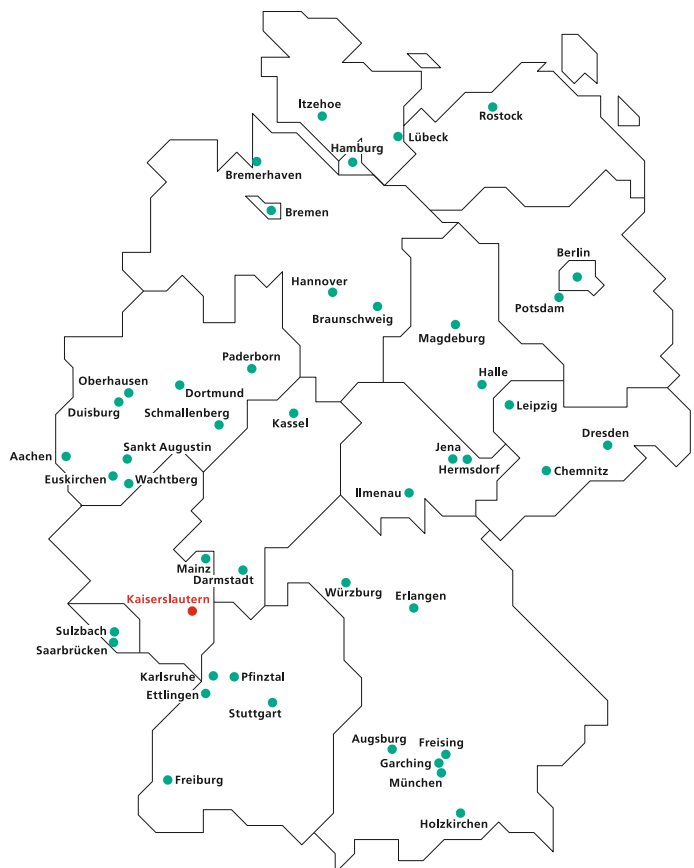 Itzehoe
Rostock
Lübeck
Hamburg
Bremerhaven
Bremen
Berlin
Hannover
Potsdam
Braunschweig
Magdeburg
Paderborn
Oberhausen
Halle
Dortmund
Duisburg
Leipzig
Schmallenberg
Kassel
Dresden
Sankt Augustin
Aachen
Jena
Hermsdorf
Chemnitz
Euskirchen
Wachtberg
Ilmenau
Mainz
Darmstadt
Würzburg
Kaiserslautern
Erlangen
Sulzbach
Saarbrücken
Karlsruhe
Pfinztal
Ettlingen
Stuttgart
Augsburg
Freising
Garching
Freiburg
München
Holzkirchen